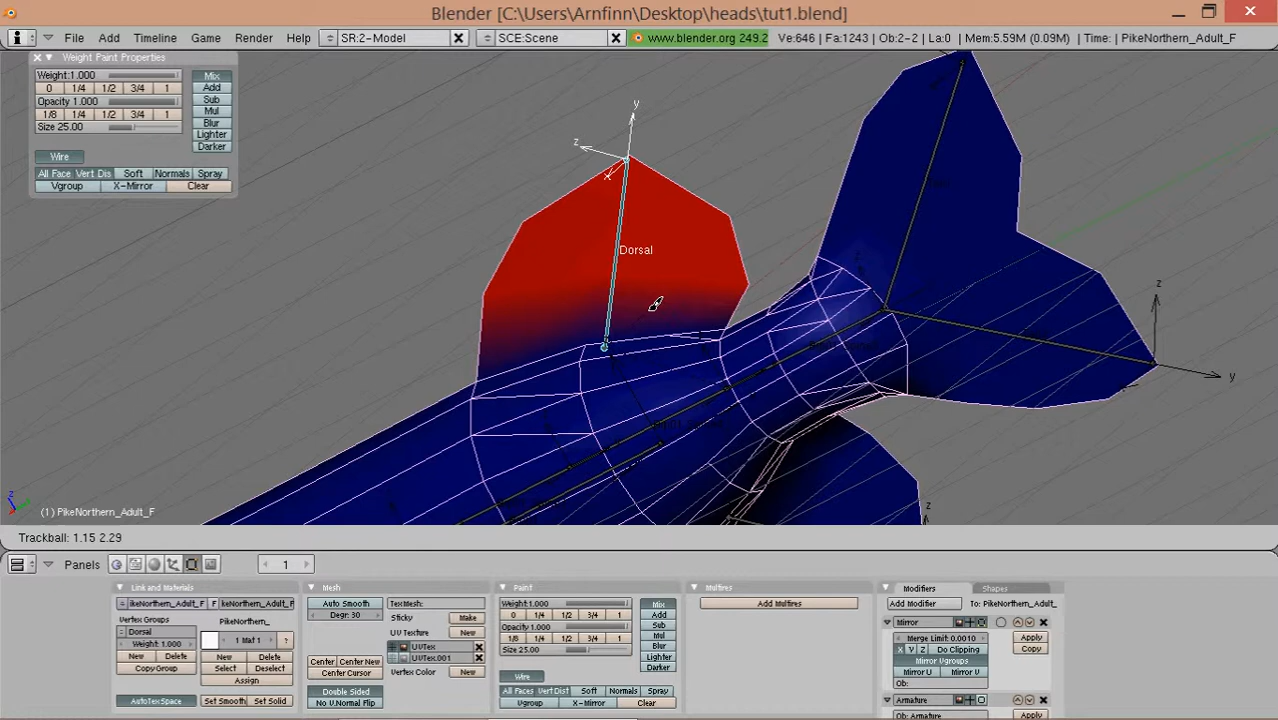 Blender [C:\Users\Arnfinn\Desktop\heads\tut1.blend]
File Add Timeline Game Render Help SR:2-Model SCE:Scene www.blender.org 249.2 Ve:646 | Fa:1243 | Ob:2-2 | La:0 | Mem:5.59M (0.09M) | Time: | PikeNorthern_Adult_F
Weight Paint Properties
Weight:1.000 Mix
0 1/4 1/2 3/4 1 Add
Opacity 1.000 Sub
1/8 1/4 1/2 3/4 1 Mul
Size 25.00 Blur
Lighter
Darker
Wire
All Face Vert Dis Soft Normals Spray
Vgroup X-Mirror Clear
y
z
x
Dorsal
z
y
z
z
(1) PikeNorthern_Adult_F
Trackball: 1.15 2.29
Panels 1
Link and Materials
ikeNorthern_Adult_F F keNorthern_Adult_F
Vertex Groups
Dorsal PikeNorthern_
Weight: 1.000 1 Mat 1 ?
New Delete New Delete
Copy Group Select Deselect
Assign
AutoTexSpace Set Smooth Set Solid
Mesh
Auto Smooth TexMesh:
Degr: 30 Sticky Make
UV Texture New
UVTex
Center Center New UVTex.001
Center Cursor Vertex Color New
Double Sided
No V.Normal Flip
Paint
Weight:1.000 Mix
0 1/4 1/2 3/4 1 Add
Opacity 1.000 Sub
1/8 1/4 1/2 3/4 1 Mul
Size 25.00 Blur
Lighter
Wire Darker
All Faces Vert Dist Soft Normals Spray
Vgroup X-Mirror Clear
Multires
Add Multires
Modifiers Shapes
Add Modifier To: PikeNorthern_Adult_
Mirror
Merge Limit: 0.0010 Apply
X Y Z Do Clipping Copy
Mirror Vgroups
Mirror U Mirror V
Ob:
Armature
Ob: Armature Apply